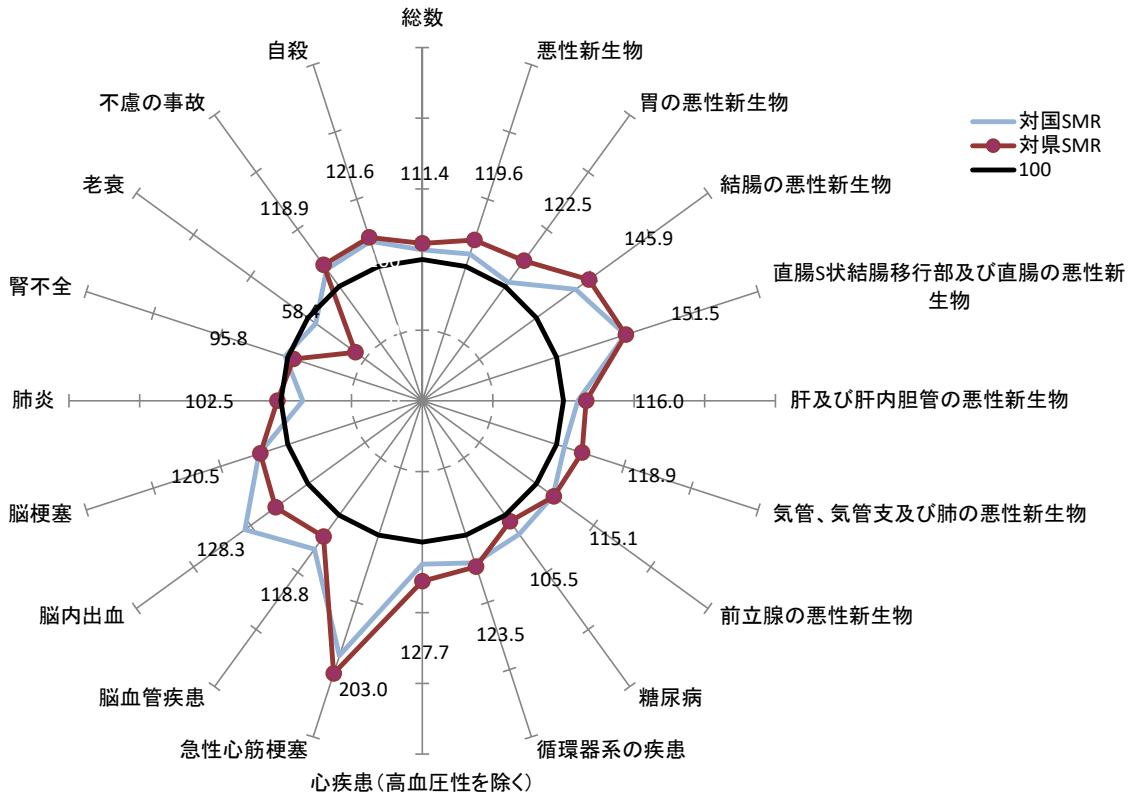 総数
悪性新生物
胃の悪性新生物
結腸の悪性新生物
直腸S状結腸移行部及び直腸の悪性新
生物
肝及び肝内胆管の悪性新生物
気管、気管支及び肺の悪性新生物
前立腺の悪性新生物
糖尿病
循環器系の疾患
心疾患(高血圧性を除く)
急性心筋梗塞
脳血管疾患
脳内出血
脳梗塞
肺炎
腎不全
老衰
不慮の事故
自殺
111.4
119.6
122.5
145.9
151.5
116.0
118.9
115.1
105.5
123.5
127.7
203.0
118.8
128.3
120.5
102.5
95.8
58.4
118.9
121.6
対国SMR
対県SMR
100